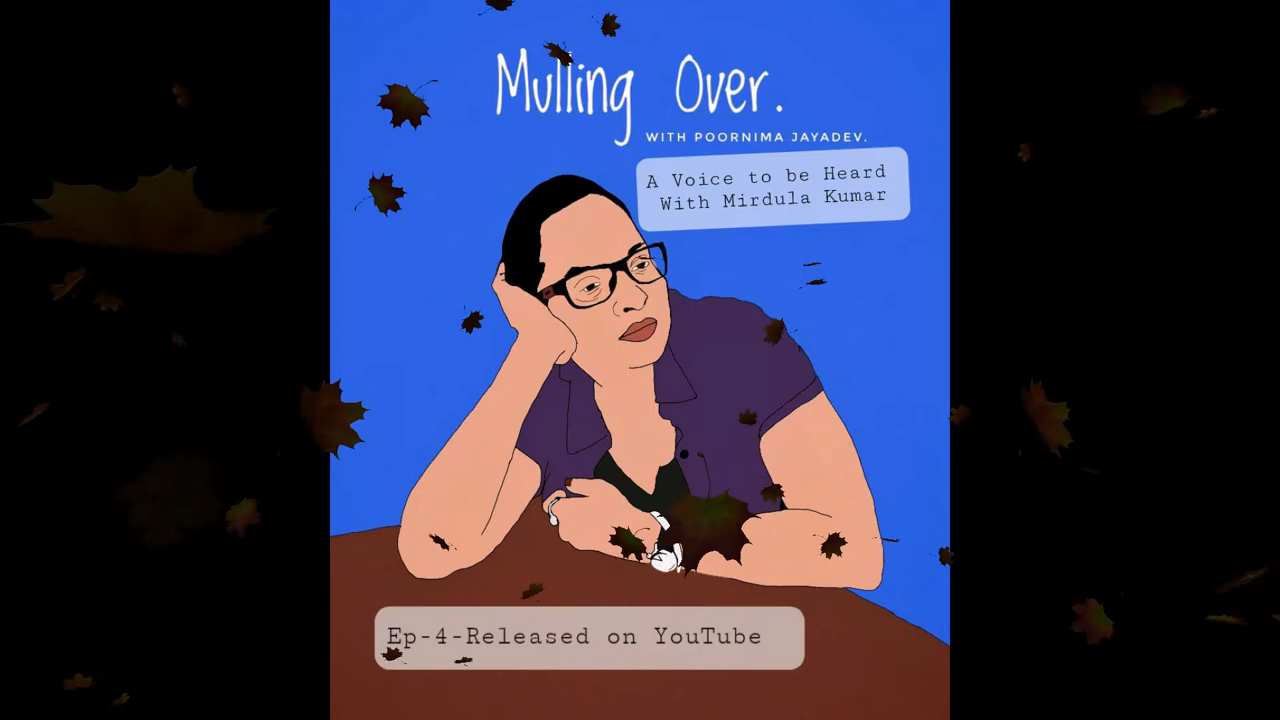 Mulling Over.
WITH POORNIMA JAYADEV.
A Voice to be Heard
With Mirdula Kumar
Ep-4-Released on YouTube